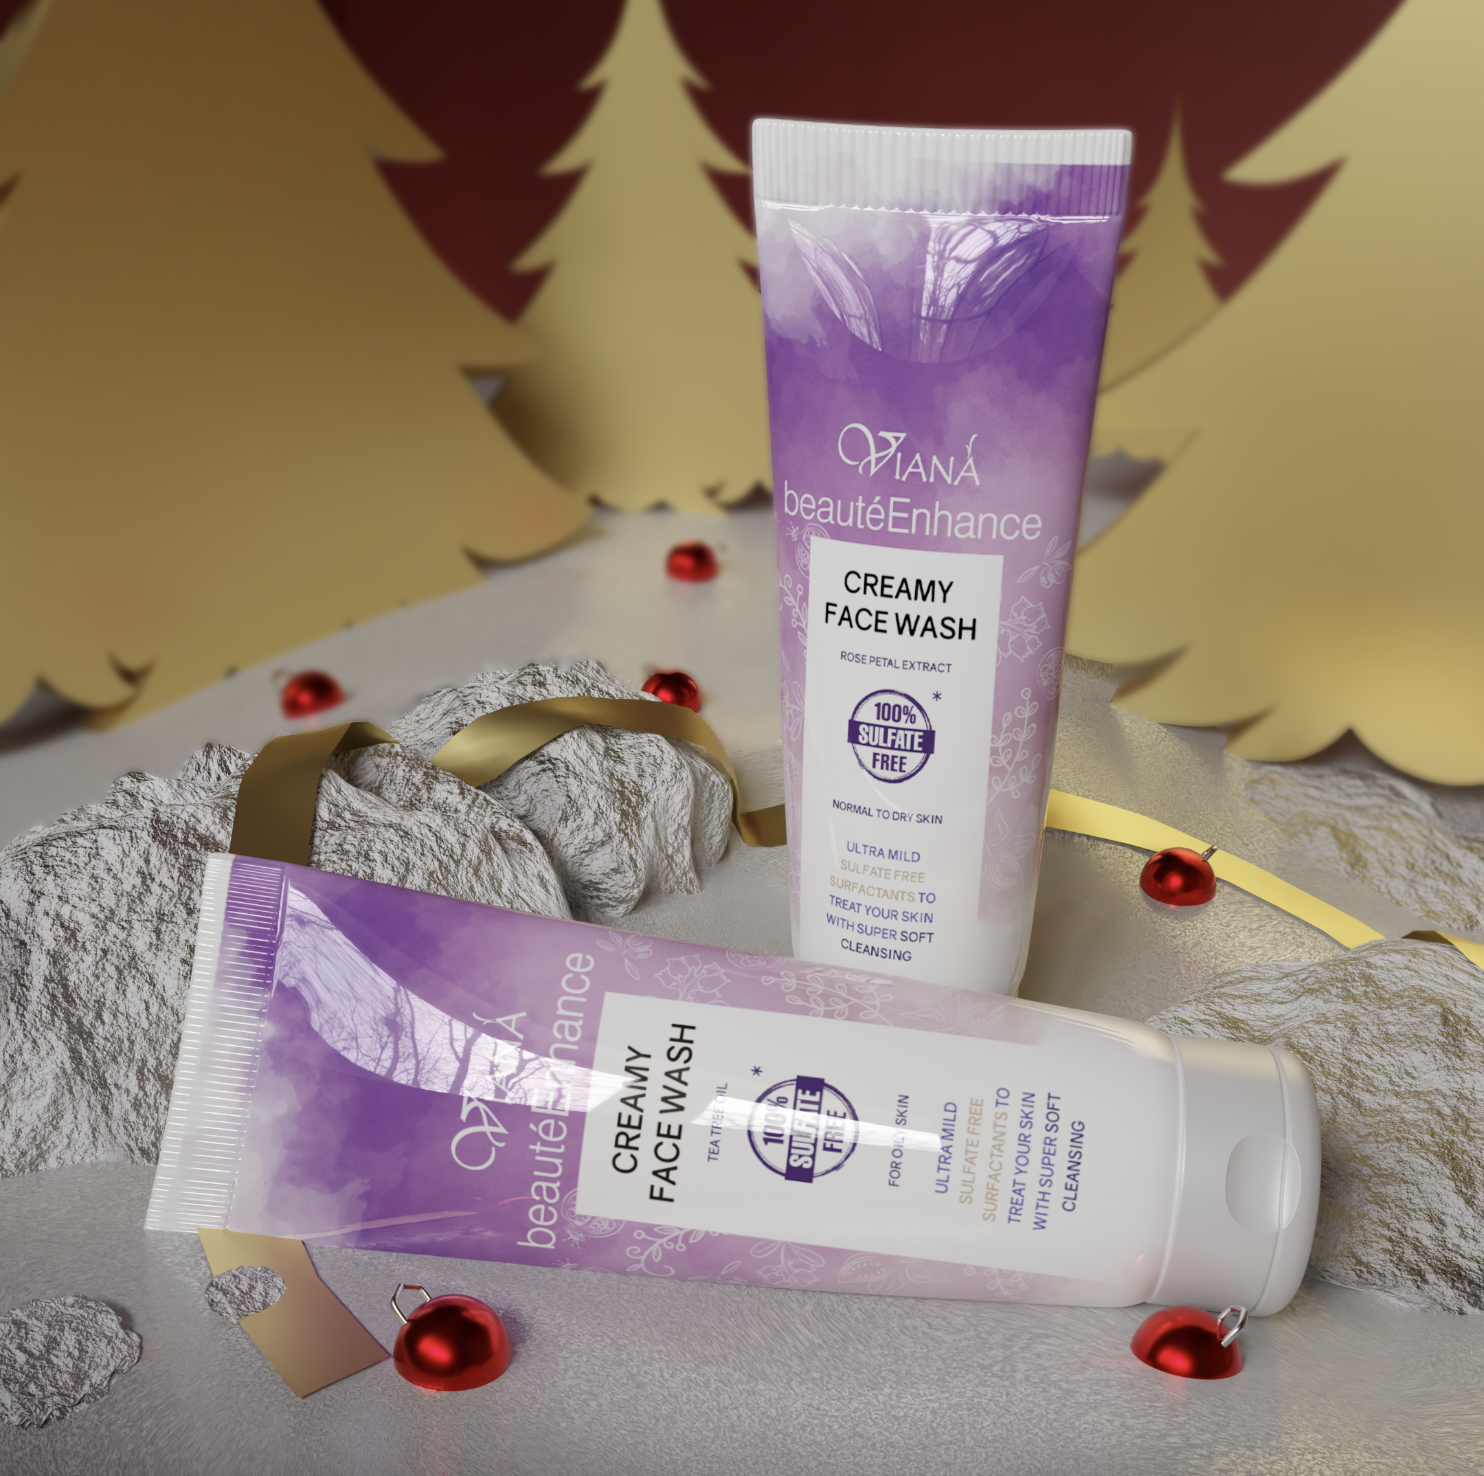 VIANÁ
beautéEnhance
CREAMY
FACE WASH
ROSE PETAL EXTRACT
*
100%
SULFATE
FREE
NORMAL TO DRY SKIN
ULTRA MILD
SULFATE FREE
SURFACTANTS TO
TREAT YOUR SKIN
WITH SUPER SOFT
CLEANSING
VIANÁ
beautéEnhance
CREAMY
FACE WASH
TEA TREE OIL
*
100%
SULFATE
FREE
FOR OILY SKIN
ULTRA MILD
SULFATE FREE
SURFACTANTS TO
TREAT YOUR SKIN
WITH SUPER SOFT
CLEANSING